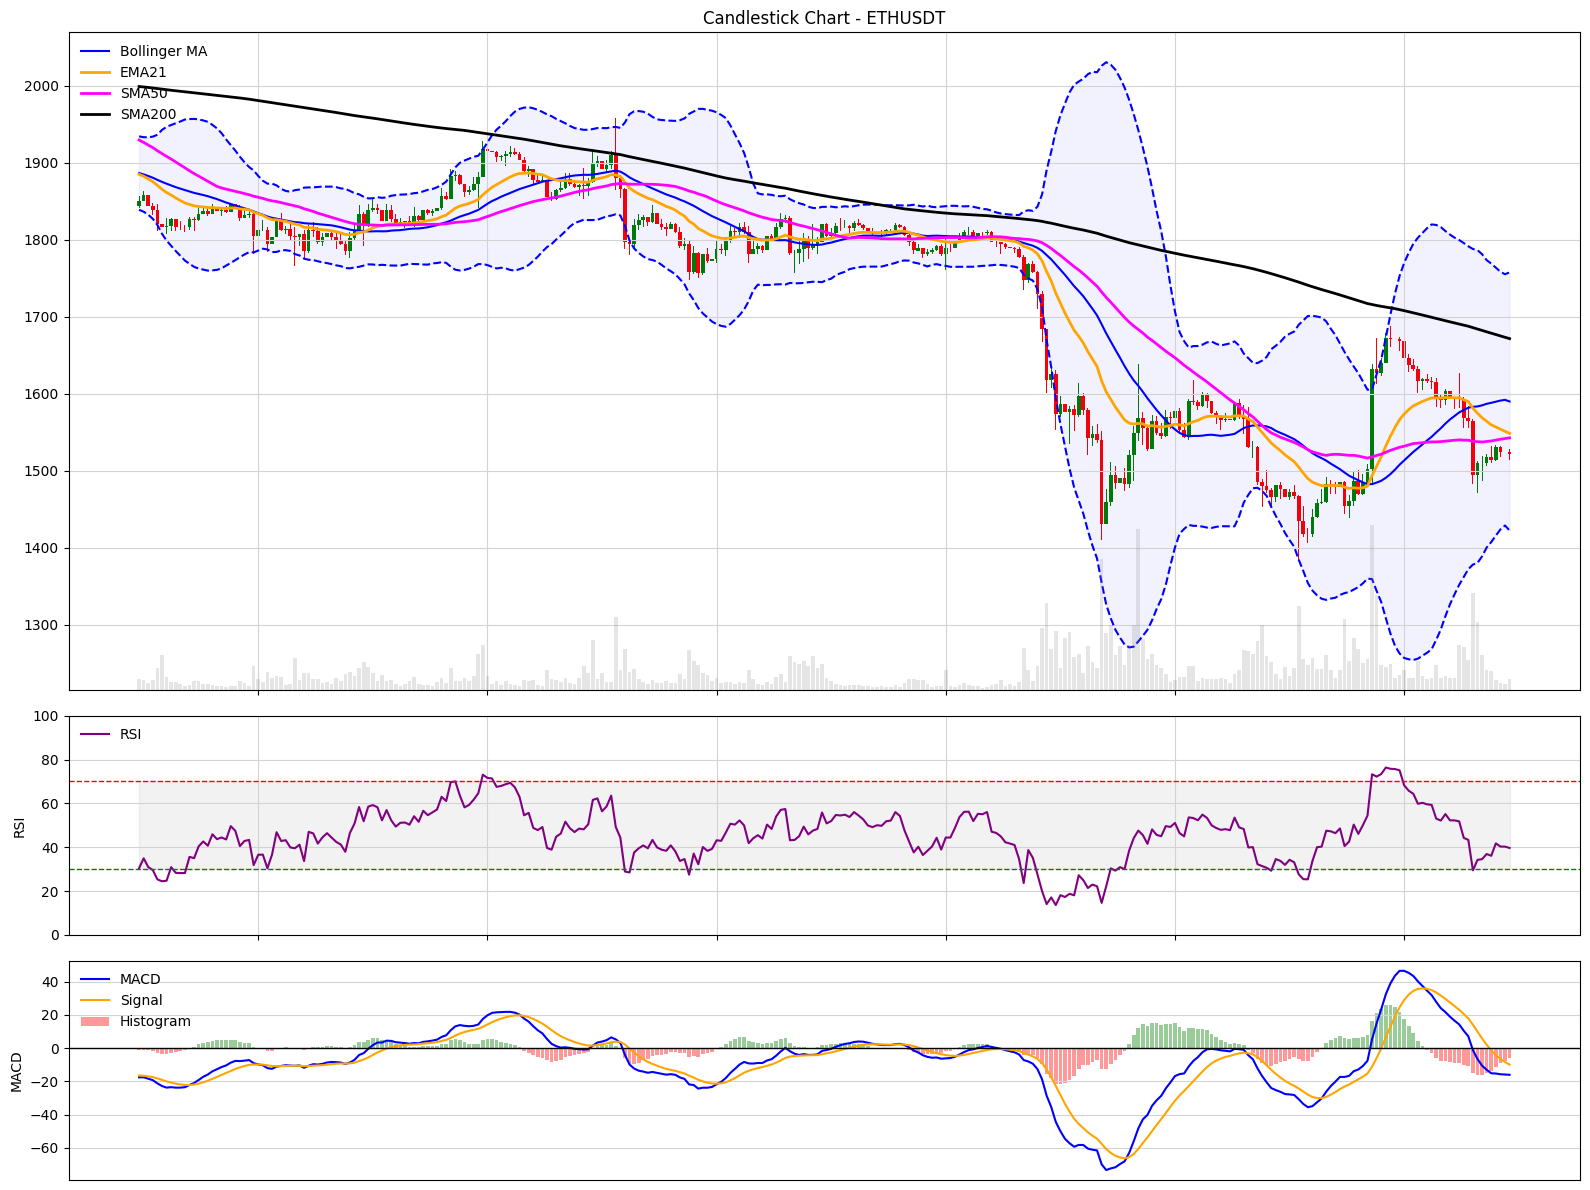 Candlestick Chart - ETHUSDT
Bollinger MA
EMA21
SMA50
SMA200
2000
1900
1800
1700
1600
1500
1400
1300
RSI
100
80
60
40
20
0
RSI
MACD
Signal
Histogram
40
20
0
−20
−40
−60
MACD